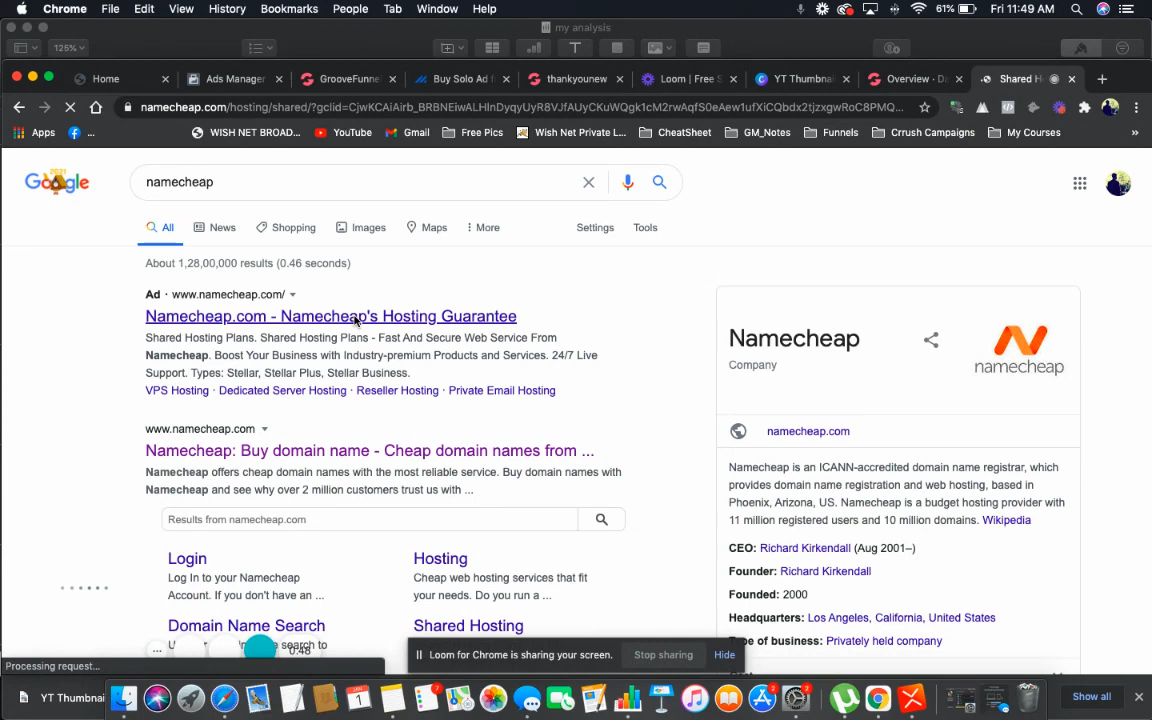 Chrome File Edit View History Bookmarks People Tab Window Help 61% Fri 11:49 AM
my analysis
125%
Home Ads Manager GrooveFunnel Buy Solo Ad f thankyounew Loom | Free S YT Thumbnai Overview - Da Shared H
namecheap.com/hosting/shared/?gclid=CjwKCAiAirb_BRBNEiwALHlnDyqyUyR8VJfAUyCKuWQgk1cM2rwAqfS0eAew1ufXiCQbdx2tjzxgwRoC8PMQ...
Apps ... WISH NET BROAD... YouTube Gmail Free Pics Wish Net Private L... CheatSheet GM_Notes Funnels Crrush Campaigns My Courses »
Google
2021
namecheap
All News Shopping Images Maps More Settings Tools
About 1,28,00,000 results (0.46 seconds)
Ad · www.namecheap.com/
Namecheap.com - Namecheap's Hosting Guarantee
Shared Hosting Plans. Shared Hosting Plans - Fast And Secure Web Service From
Namecheap. Boost Your Business with Industry-premium Products and Services. 24/7 Live
Support. Types: Stellar, Stellar Plus, Stellar Business.
VPS Hosting · Dedicated Server Hosting · Reseller Hosting · Private Email Hosting
www.namecheap.com
Namecheap: Buy domain name - Cheap domain names from ...
Namecheap offers cheap domain names with the most reliable service. Buy domain names with
Namecheap and see why over 2 million customers trust us with ...
Results from namecheap.com
Login
Log In to your Namecheap
Account. If you don't have an ...
Hosting
Cheap web hosting services that fit
your needs. Do you run a ...
Domain Name Search
search to
Shared Hosting
Namecheap
Company
namecheap
namecheap.com
Namecheap is an ICANN-accredited domain name registrar, which
provides domain name registration and web hosting, based in
Phoenix, Arizona, US. Namecheap is a budget hosting provider with
11 million registered users and 10 million domains. Wikipedia
CEO: Richard Kirkendall (Aug 2001–)
Founder: Richard Kirkendall
Founded: 2000
Headquarters: Los Angeles, California, United States
Type of business: Privately held company
0:48
Loom for Chrome is sharing your screen. Stop sharing Hide
Processing request...
YT Thumbnai
Show all